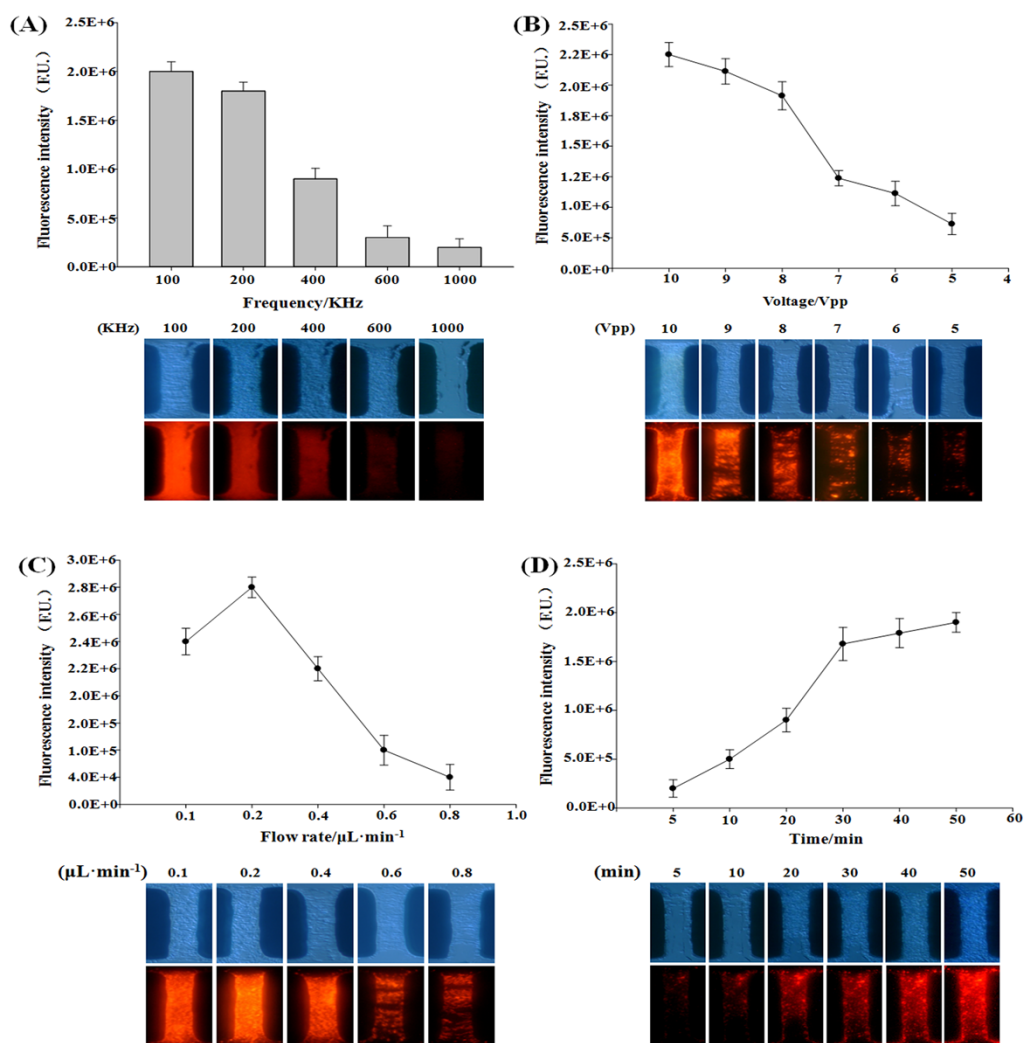 (A)
Fluorescence intensity (F.U.)
2.5E+6
2.0E+6
1.5E+6
1.0E+6
5.0E+5
0.0E+0
100 200 400 600 1000
Frequency/KHz
(KHz) 100 200 400 600 1000
(B)
Fluorescence intensity (F.U.)
2.5E+6
2.2E+6
2.0E+6
1.8E+6
1.5E+6
1.2E+6
1.0E+6
5.0E+5
0.0E+0
10 9 8 7 6 5 4
Voltage/Vpp
(Vpp) 10 9 8 7 6 5
(C)
Fluorescence intensity (F.U.)
3.0E+6
2.8E+6
2.6E+6
2.4E+6
2.2E+6
2.0E+6
2.0E+5
1.0E+5
4.0E+4
0.0E+0
0.1 0.2 0.4 0.6 0.8 1.0
Flow rate/μL·min⁻¹
(μL·min⁻¹) 0.1 0.2 0.4 0.6 0.8
(D)
Fluorescence intensity (F.U.)
2.5E+6
2.0E+6
1.5E+6
1.0E+6
5.0E+5
0.0E+0
5 10 20 30 40 50 60
Time/min
(min) 5 10 20 30 40 50